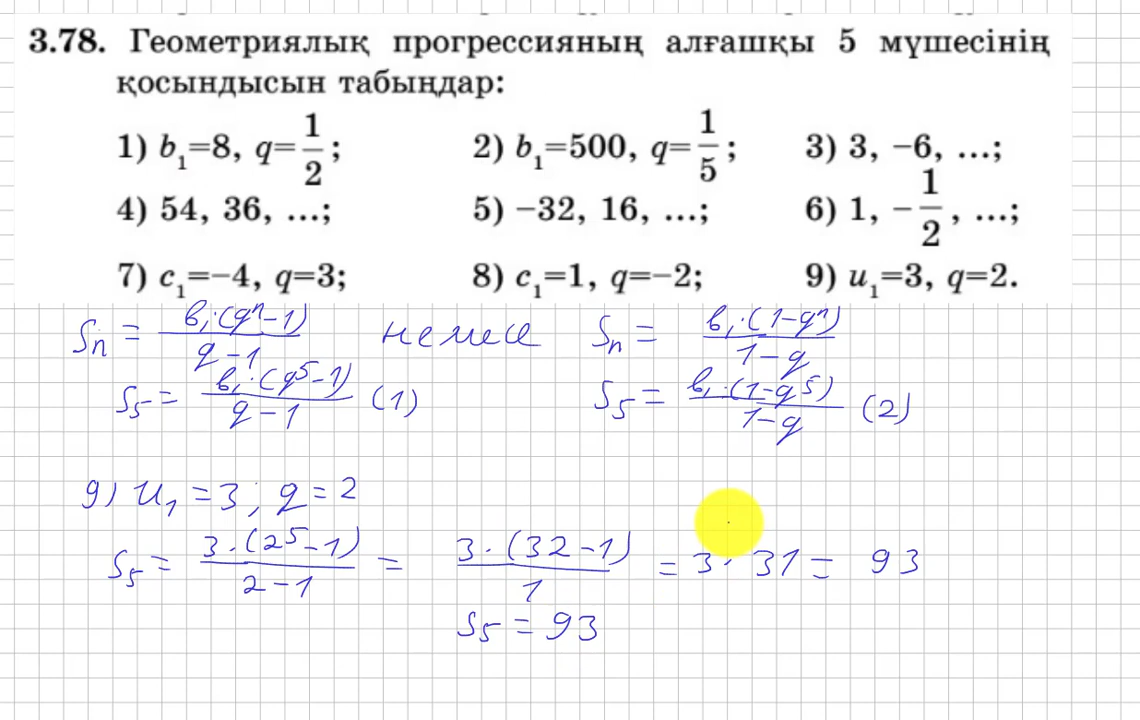 3.78. Геометриялық прогрессияның алғашқы 5 мүшесінің
қосындысын табыңдар:
1) b₁=8, q=1/2; 2) b₁=500, q=1/5; 3) 3, −6, ...;
4) 54, 36, ...; 5) −32, 16, ...; 6) 1, −1/2, ...;
7) c₁=−4, q=3; 8) c₁=1, q=−2; 9) u₁=3, q=2.
Sₙ = в₁·(qⁿ−1)/(q−1) немесе Sₙ = в₁·(1−qⁿ)/(1−q)
S₅ = в₁·(q⁵−1)/(q−1) (1) S₅ = в₁·(1−q⁵)/(1−q) (2)
9) u₁ = 3; q = 2
S₅ = 3·(2⁵−1)/(2−1) = 3·(32−1)/1 = 3·31 = 93
S₅ = 93